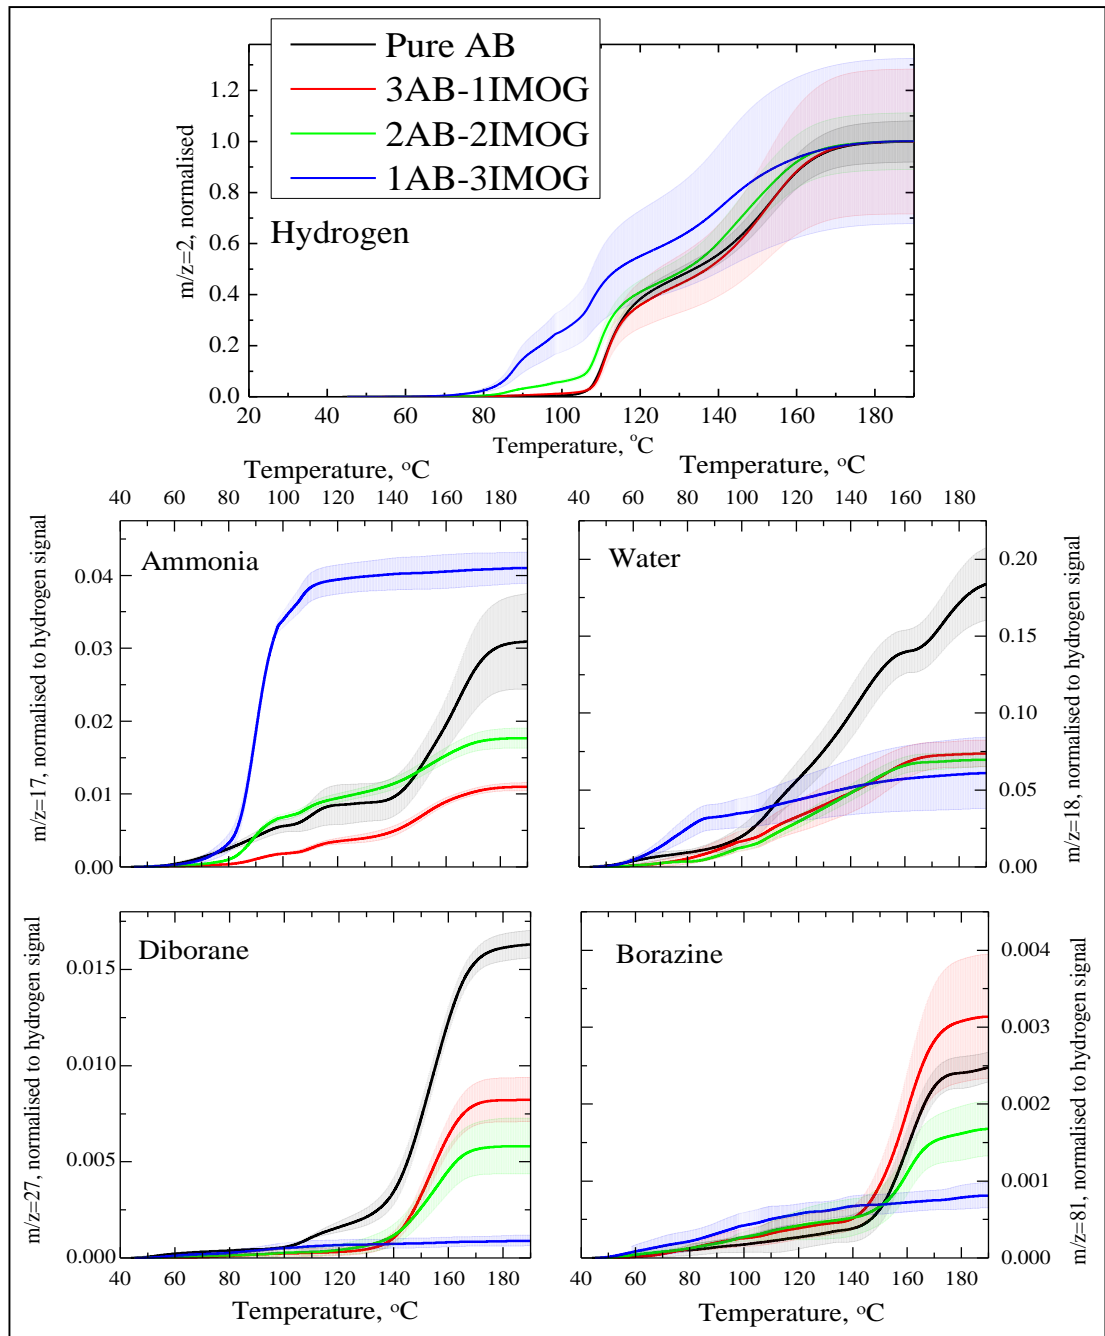 Pure AB
3AB-1IMOG
2AB-2IMOG
1AB-3IMOG
Hydrogen
m/z=2, normalised
1.2
1.0
0.8
0.6
0.4
0.2
0.0
20 40 60 80 100 120 140 160 180
Temperature, °C
Temperature, °C
Temperature, °C
40 60 80 100 120 140 160 180
40 60 80 100 120 140 160 180
Ammonia
m/z=17, normalised to hydrogen signal
0.04
0.03
0.02
0.01
0.00
Water
0.20
0.15
0.10
0.05
0.00
m/z=18, normalised to hydrogen signal
Diborane
m/z=27, normalised to hydrogen signal
0.015
0.010
0.005
0.000
40 60 80 100 120 140 160 180
Temperature, °C
Borazine
0.004
0.003
0.002
0.001
0.000
m/z=81, normalised to hydrogen signal
40 60 80 100 120 140 160 180
Temperature, °C